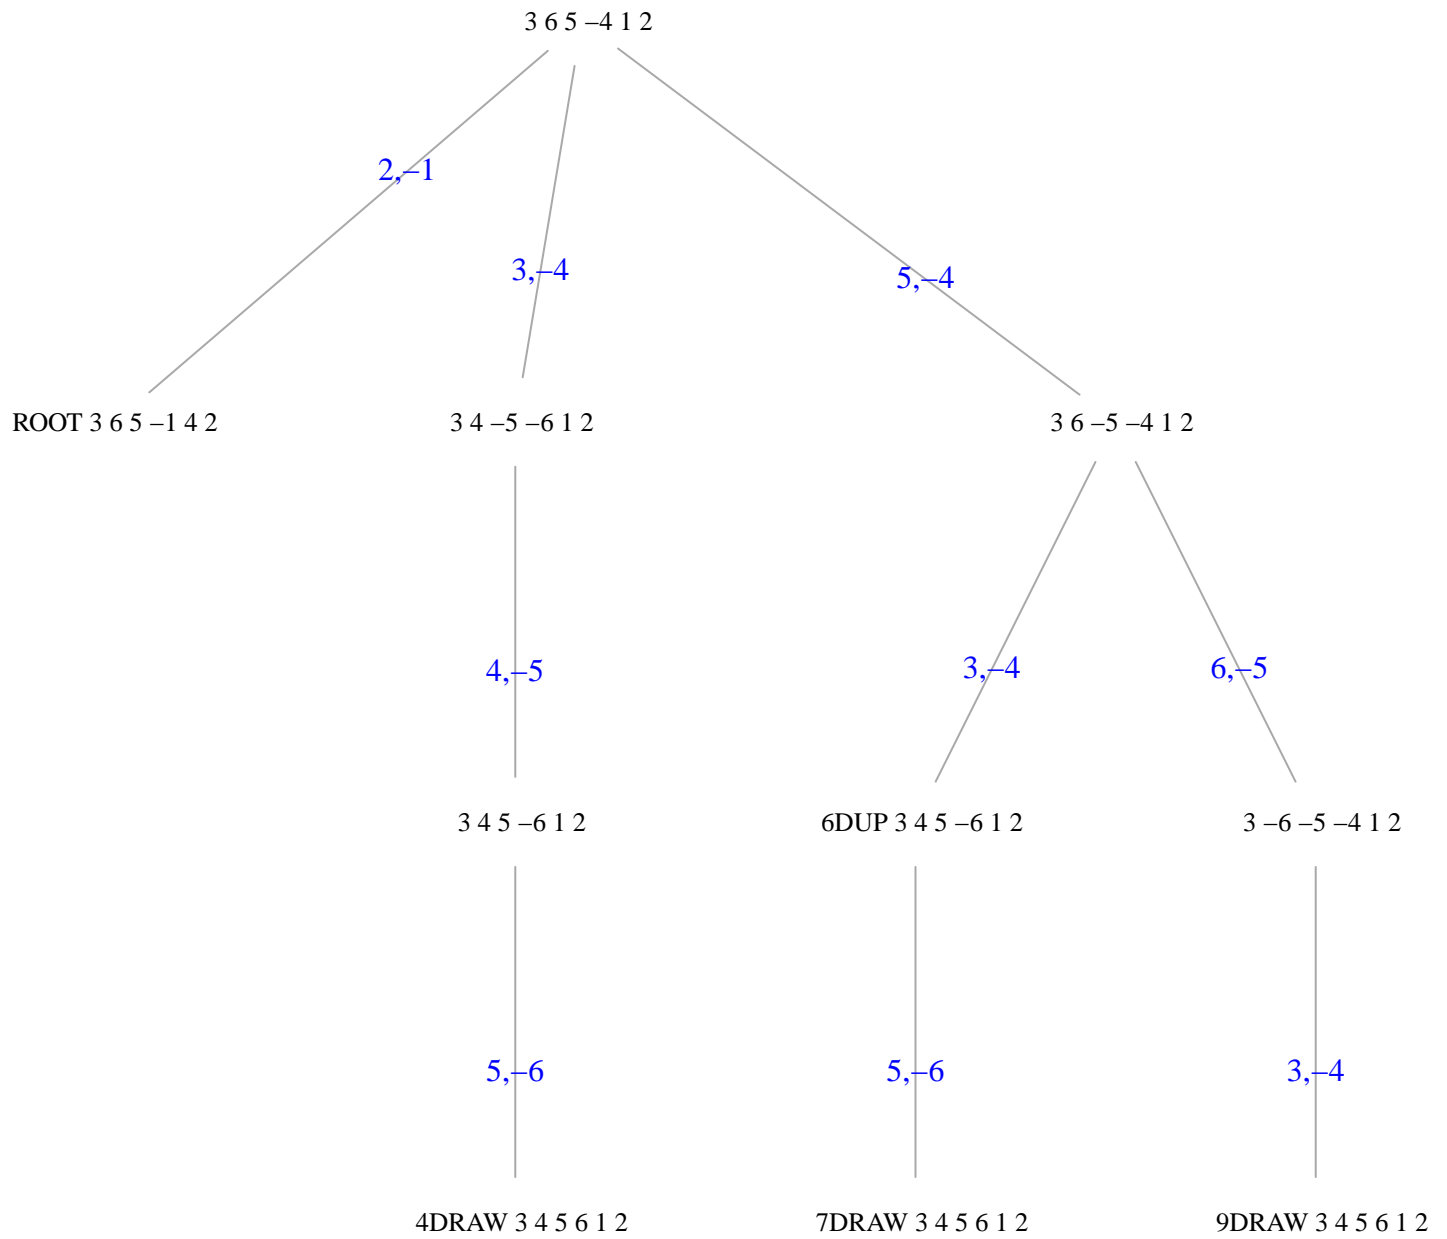 3 6 5 –4 1 2
2,–1
3,–4
5,–4
ROOT 3 6 5 –1 4 2
3 4 –5 –6 1 2
3 6 –5 –4 1 2
4,–5
3,–4
6,–5
3 4 5 –6 1 2
6DUP 3 4 5 –6 1 2
3 –6 –5 –4 1 2
5,–6
5,–6
3,–4
4DRAW 3 4 5 6 1 2
7DRAW 3 4 5 6 1 2
9DRAW 3 4 5 6 1 2